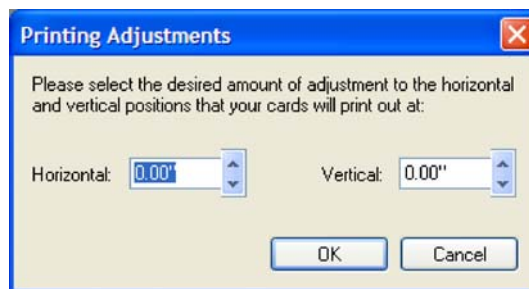 Printing Adjustments
Please select the desired amount of adjustment to the horizontal
and vertical positions that your cards will print out at:
Horizontal: 0.00" Vertical: 0.00"
OK Cancel